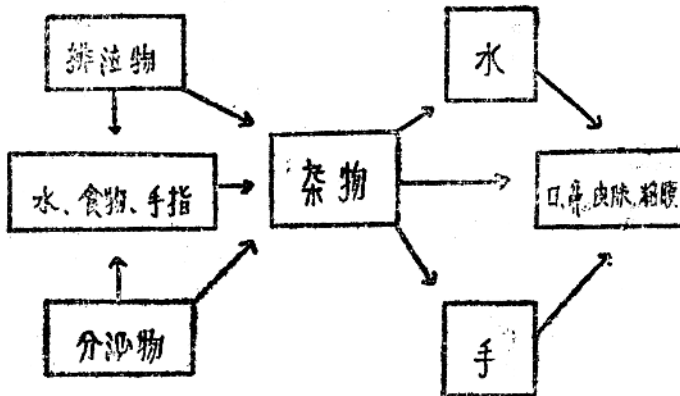 排泄物
水
水、食物、手指
杂物
口、鼻、皮肤、粘膜
分泌物
手